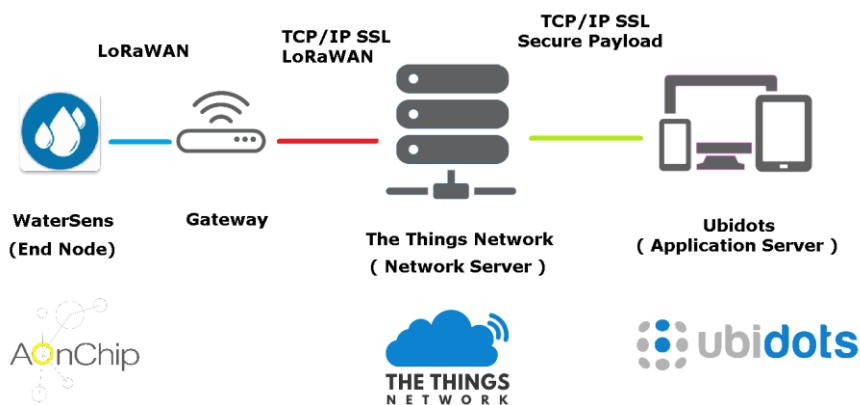 LoRaWAN
TCP/IP SSL
LoRaWAN
TCP/IP SSL
Secure Payload
WaterSens
(End Node)
Gateway
The Things Network
( Network Server )
Ubidots
( Application Server )
AOnChip
THE THINGS
NETWORK
ubidots